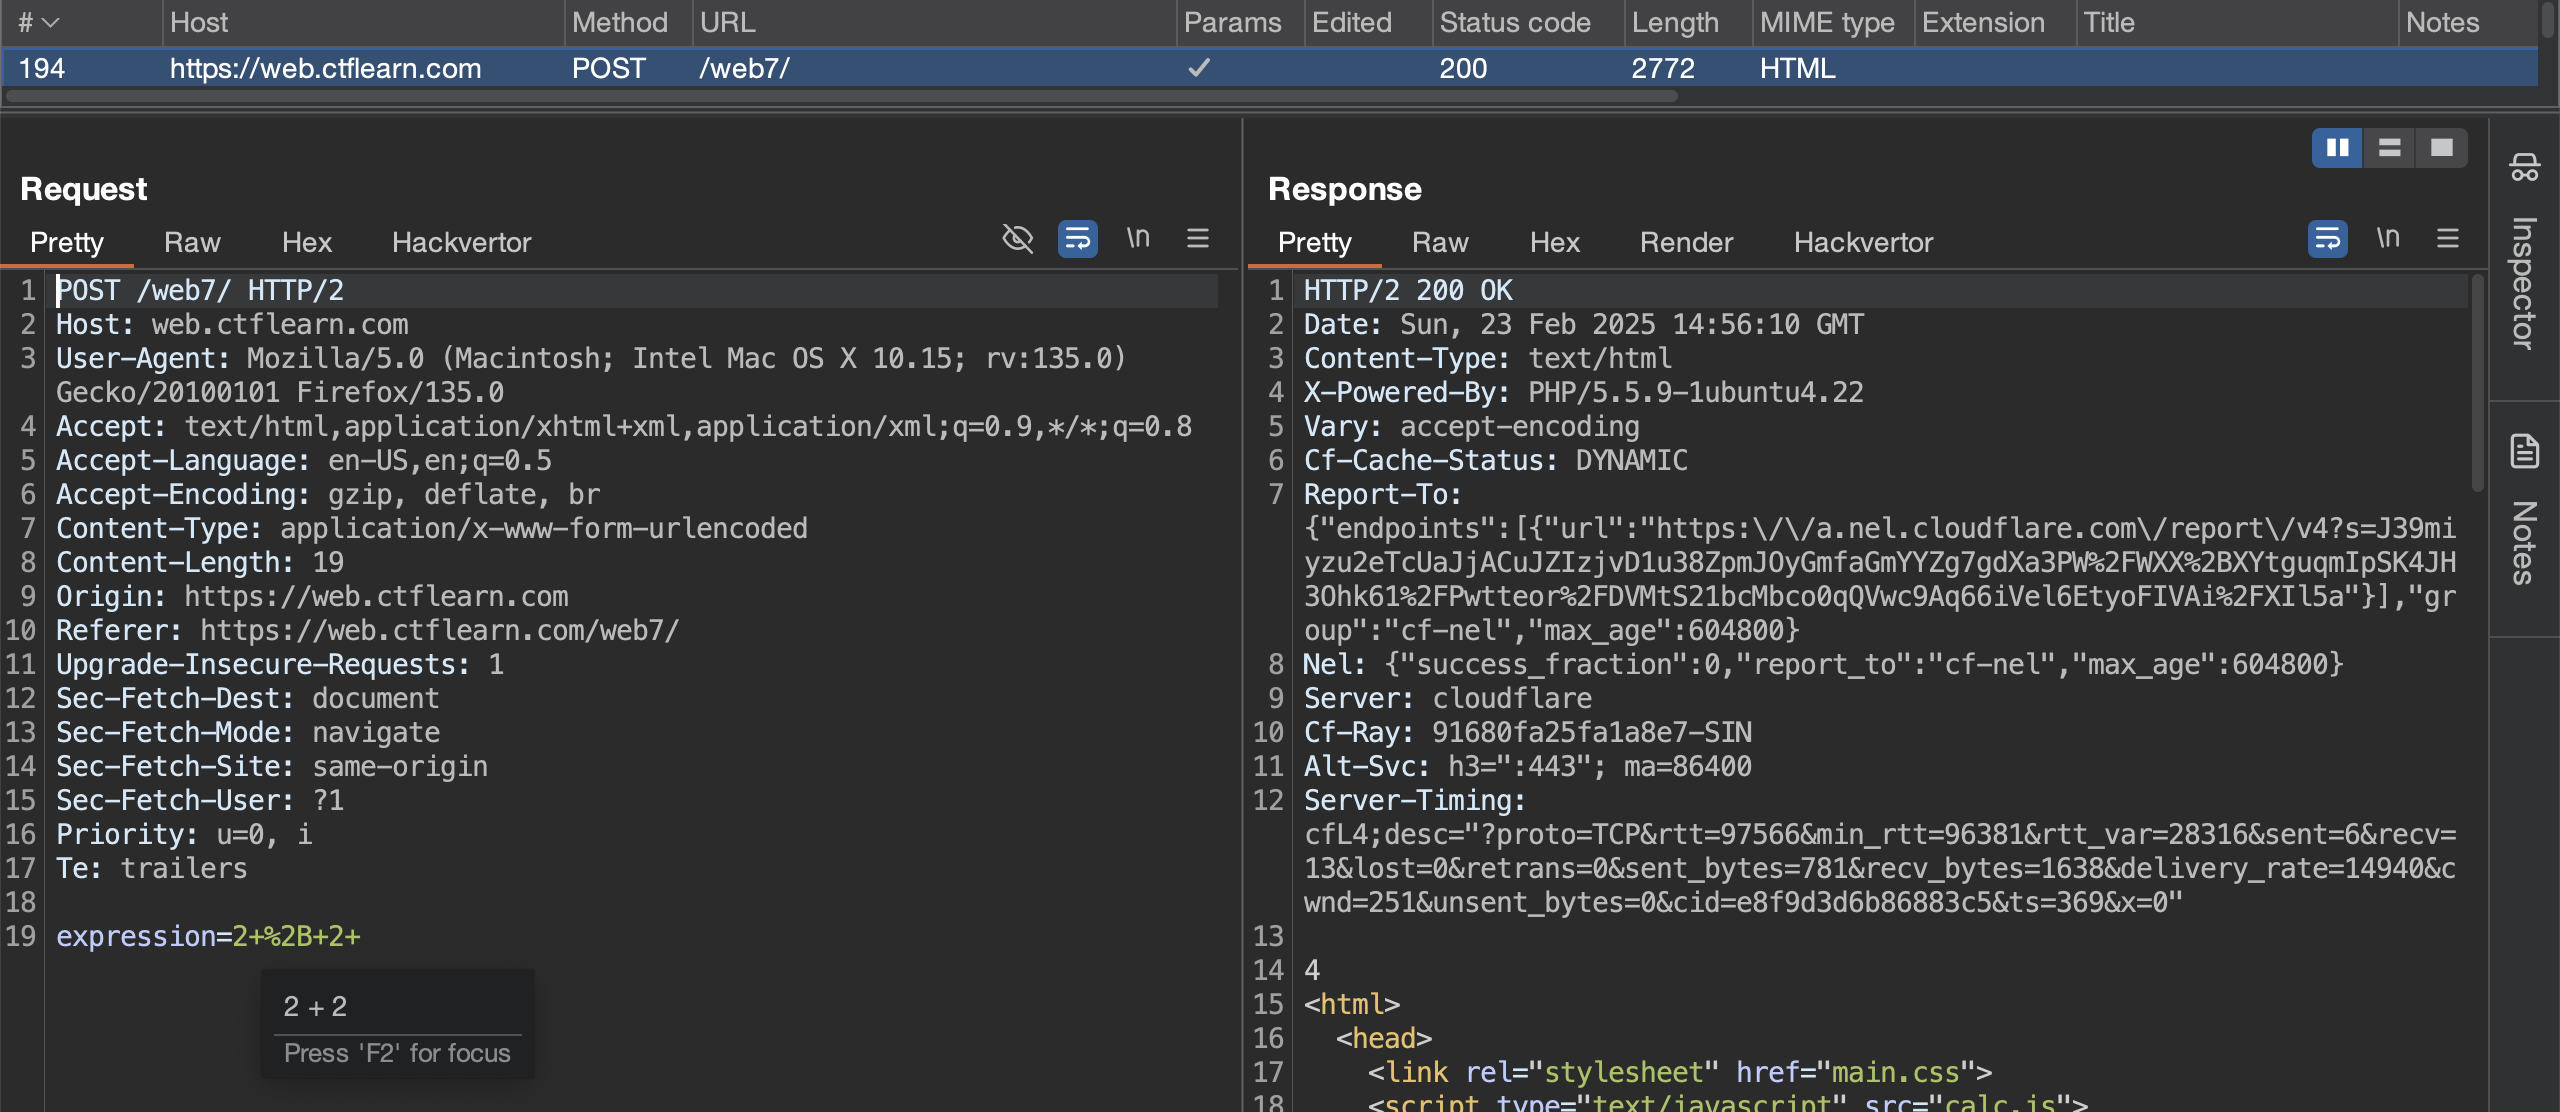 # Host Method URL Params Edited Status code Length MIME type Extension Title Notes
194 https://web.ctflearn.com POST /web7/ ✓ 200 2772 HTML
Request
Pretty Raw Hex Hackvertor \n
1 POST /web7/ HTTP/2
2 Host: web.ctflearn.com
3 User-Agent: Mozilla/5.0 (Macintosh; Intel Mac OS X 10.15; rv:135.0)
Gecko/20100101 Firefox/135.0
4 Accept: text/html,application/xhtml+xml,application/xml;q=0.9,*/*;q=0.8
5 Accept-Language: en-US,en;q=0.5
6 Accept-Encoding: gzip, deflate, br
7 Content-Type: application/x-www-form-urlencoded
8 Content-Length: 19
9 Origin: https://web.ctflearn.com
10 Referer: https://web.ctflearn.com/web7/
11 Upgrade-Insecure-Requests: 1
12 Sec-Fetch-Dest: document
13 Sec-Fetch-Mode: navigate
14 Sec-Fetch-Site: same-origin
15 Sec-Fetch-User: ?1
16 Priority: u=0, i
17 Te: trailers
18
19 expression=2+%2B+2+
2 + 2
Press 'F2' for focus
Response
Pretty Raw Hex Render Hackvertor \n
1 HTTP/2 200 OK
2 Date: Sun, 23 Feb 2025 14:56:10 GMT
3 Content-Type: text/html
4 X-Powered-By: PHP/5.5.9-1ubuntu4.22
5 Vary: accept-encoding
6 Cf-Cache-Status: DYNAMIC
7 Report-To:
{"endpoints":[{"url":"https:\/\/a.nel.cloudflare.com\/report\/v4?s=J39mi
yzu2eTcUaJjACuJZIzjvD1u38ZpmJOyGmfaGmYYZg7gdXa3PW%2FWXX%2BXYtguqmIpSK4JH
3Ohk61%2FPwtteor%2FDVMtS21bcMbco0qQVwc9Aq66iVel6EtyoFIVAi%2FXIl5a"}],"gr
oup":"cf-nel","max_age":604800}
8 Nel: {"success_fraction":0,"report_to":"cf-nel","max_age":604800}
9 Server: cloudflare
10 Cf-Ray: 91680fa25fa1a8e7-SIN
11 Alt-Svc: h3=":443"; ma=86400
12 Server-Timing:
cfL4;desc="?proto=TCP&rtt=97566&min_rtt=96381&rtt_var=28316&sent=6&recv=
13&lost=0&retrans=0&sent_bytes=781&recv_bytes=1638&delivery_rate=14940&c
wnd=251&unsent_bytes=0&cid=e8f9d3d6b86883c5&ts=369&x=0"
13
14 4
15 <html>
16 <head>
17 <link rel="stylesheet" href="main.css">
18 <script type="text/javascript" src="calc.js">
Inspector
Notes